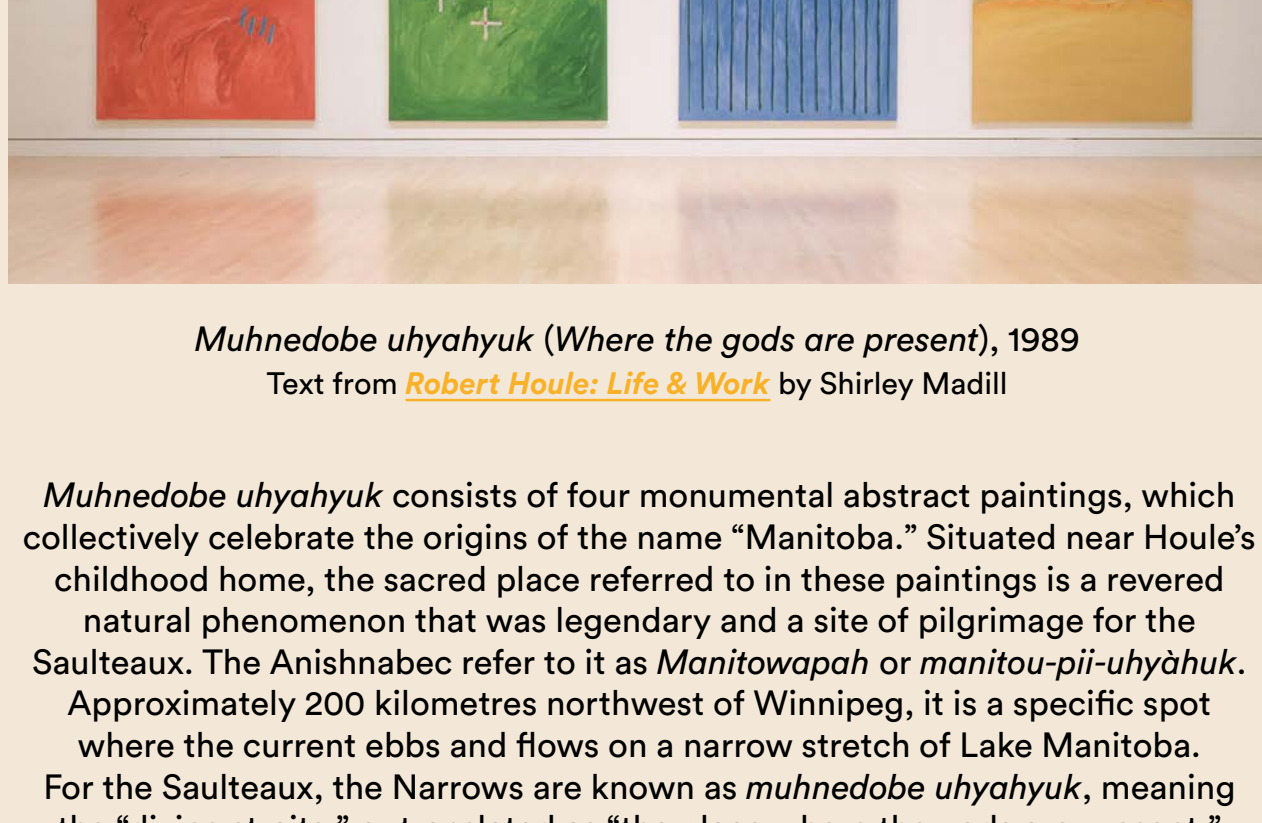 Muhnedobe uhyahyuk (Where the gods are present), 1989
Text from Robert Houle: Life & Work by Shirley Madill
Muhnedobe uhyahyuk consists of four monumental abstract paintings, which
collectively celebrate the origins of the name “Manitoba.” Situated near Houle’s
childhood home, the sacred place referred to in these paintings is a revered
natural phenomenon that was legendary and a site of pilgrimage for the
Saulteaux. The Anishnabec refer to it as Manitowapah or manitou-pii-uhyàhuk.
Approximately 200 kilometres northwest of Winnipeg, it is a specific spot
where the current ebbs and flows on a narrow stretch of Lake Manitoba.
For the Saulteaux, the Narrows are known as muhnedobe uhyahyuk, meaning